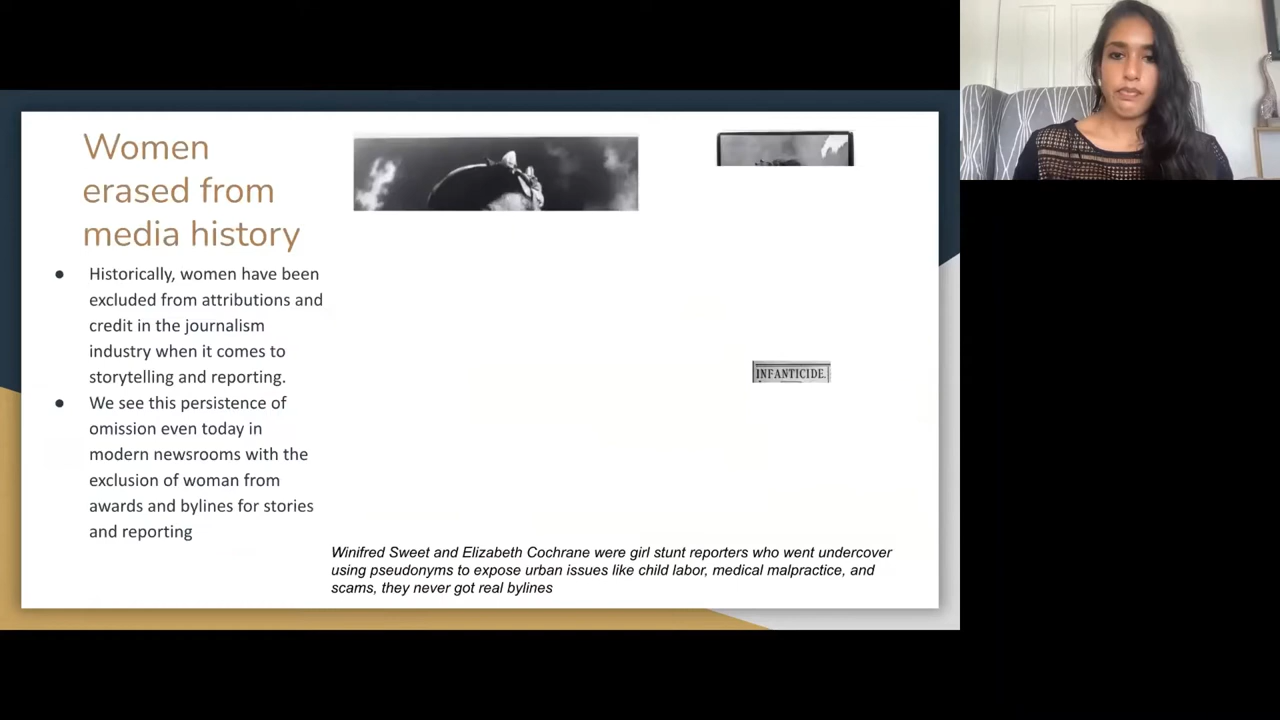 Women
erased from
media history
● Historically, women have been
excluded from attributions and
credit in the journalism
industry when it comes to
storytelling and reporting.
● We see this persistence of
omission even today in
modern newsrooms with the
exclusion of woman from
awards and bylines for stories
and reporting
INFANTICIDE.
Winifred Sweet and Elizabeth Cochrane were girl stunt reporters who went undercover
using pseudonyms to expose urban issues like child labor, medical malpractice, and
scams, they never got real bylines